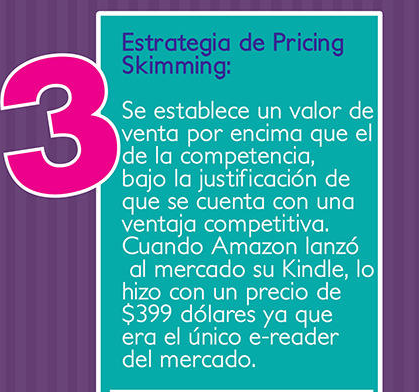 3
Estrategia de Pricing
Skimming:
Se establece un valor de
venta por encima que el
de la competencia,
bajo la justificación de
que se cuenta con una
ventaja competitiva.
Cuando Amazon lanzó
al mercado su Kindle, lo
hizo con un precio de
$399 dólares ya que
era el único e-reader
del mercado.